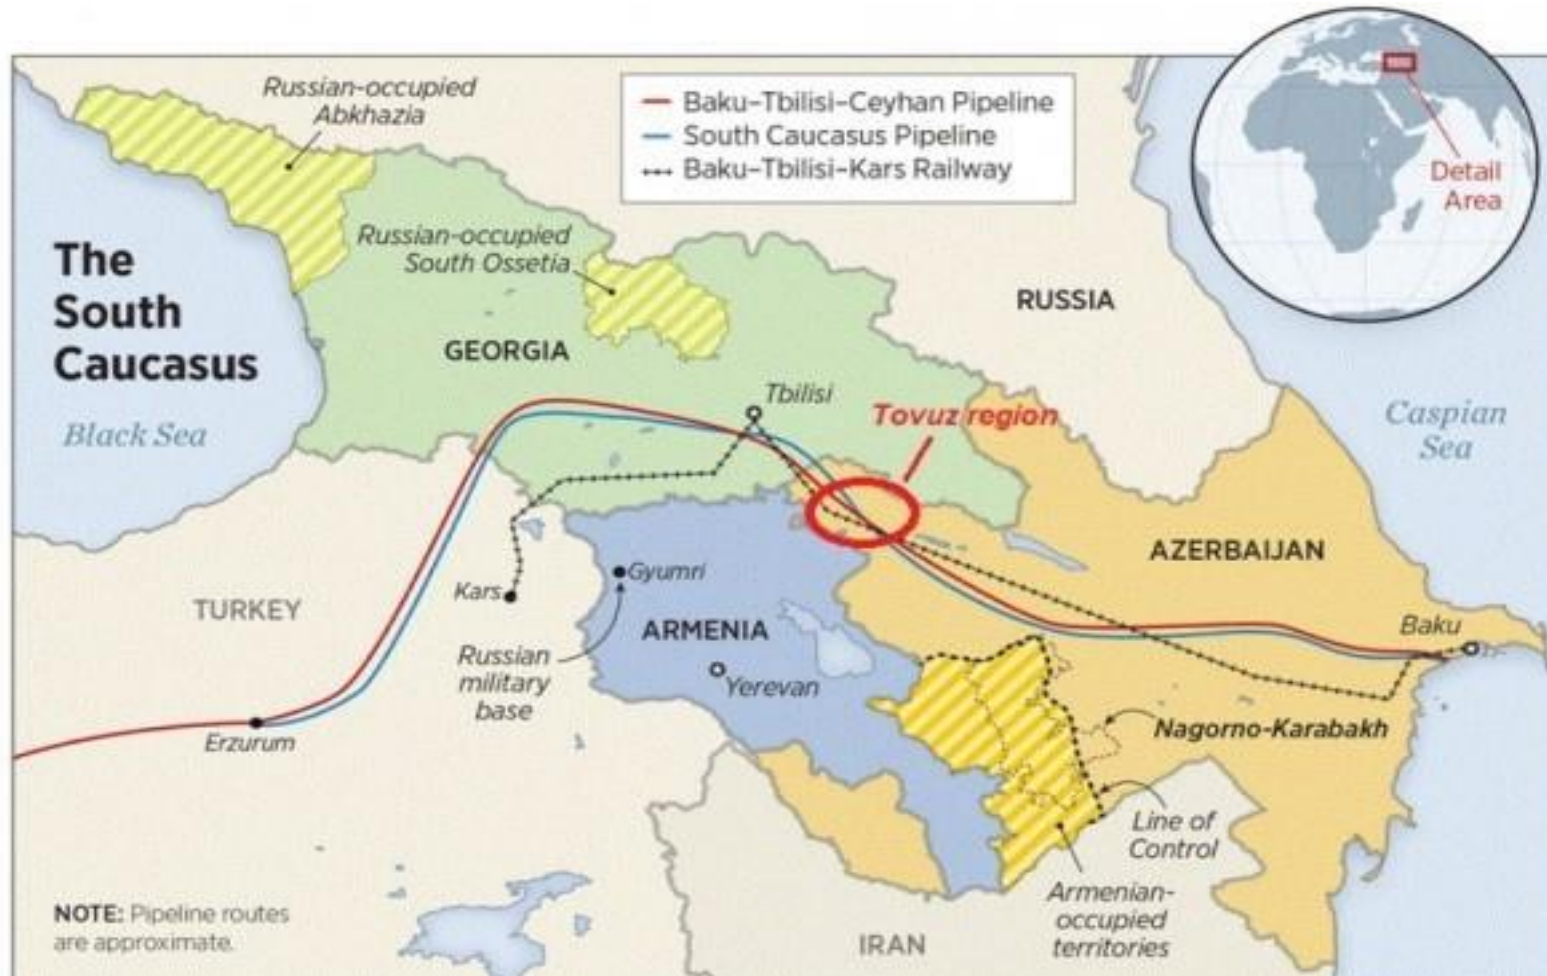 Russian-occupied
Abkhazia
Baku–Tbilisi–Ceyhan Pipeline
South Caucasus Pipeline
Baku–Tbilisi–Kars Railway
Detail
Area
The
South
Caucasus
Russian-occupied
South Ossetia
RUSSIA
GEORGIA
Black Sea
Tbilisi
Tovuz region
Caspian
Sea
AZERBAIJAN
Gyumri
Kars
TURKEY
ARMENIA
Baku
Russian
military
base
Yerevan
Erzurum
Nagorno-Karabakh
Line of
Control
Armenian-
occupied
territories
NOTE: Pipeline routes
are approximate.
IRAN